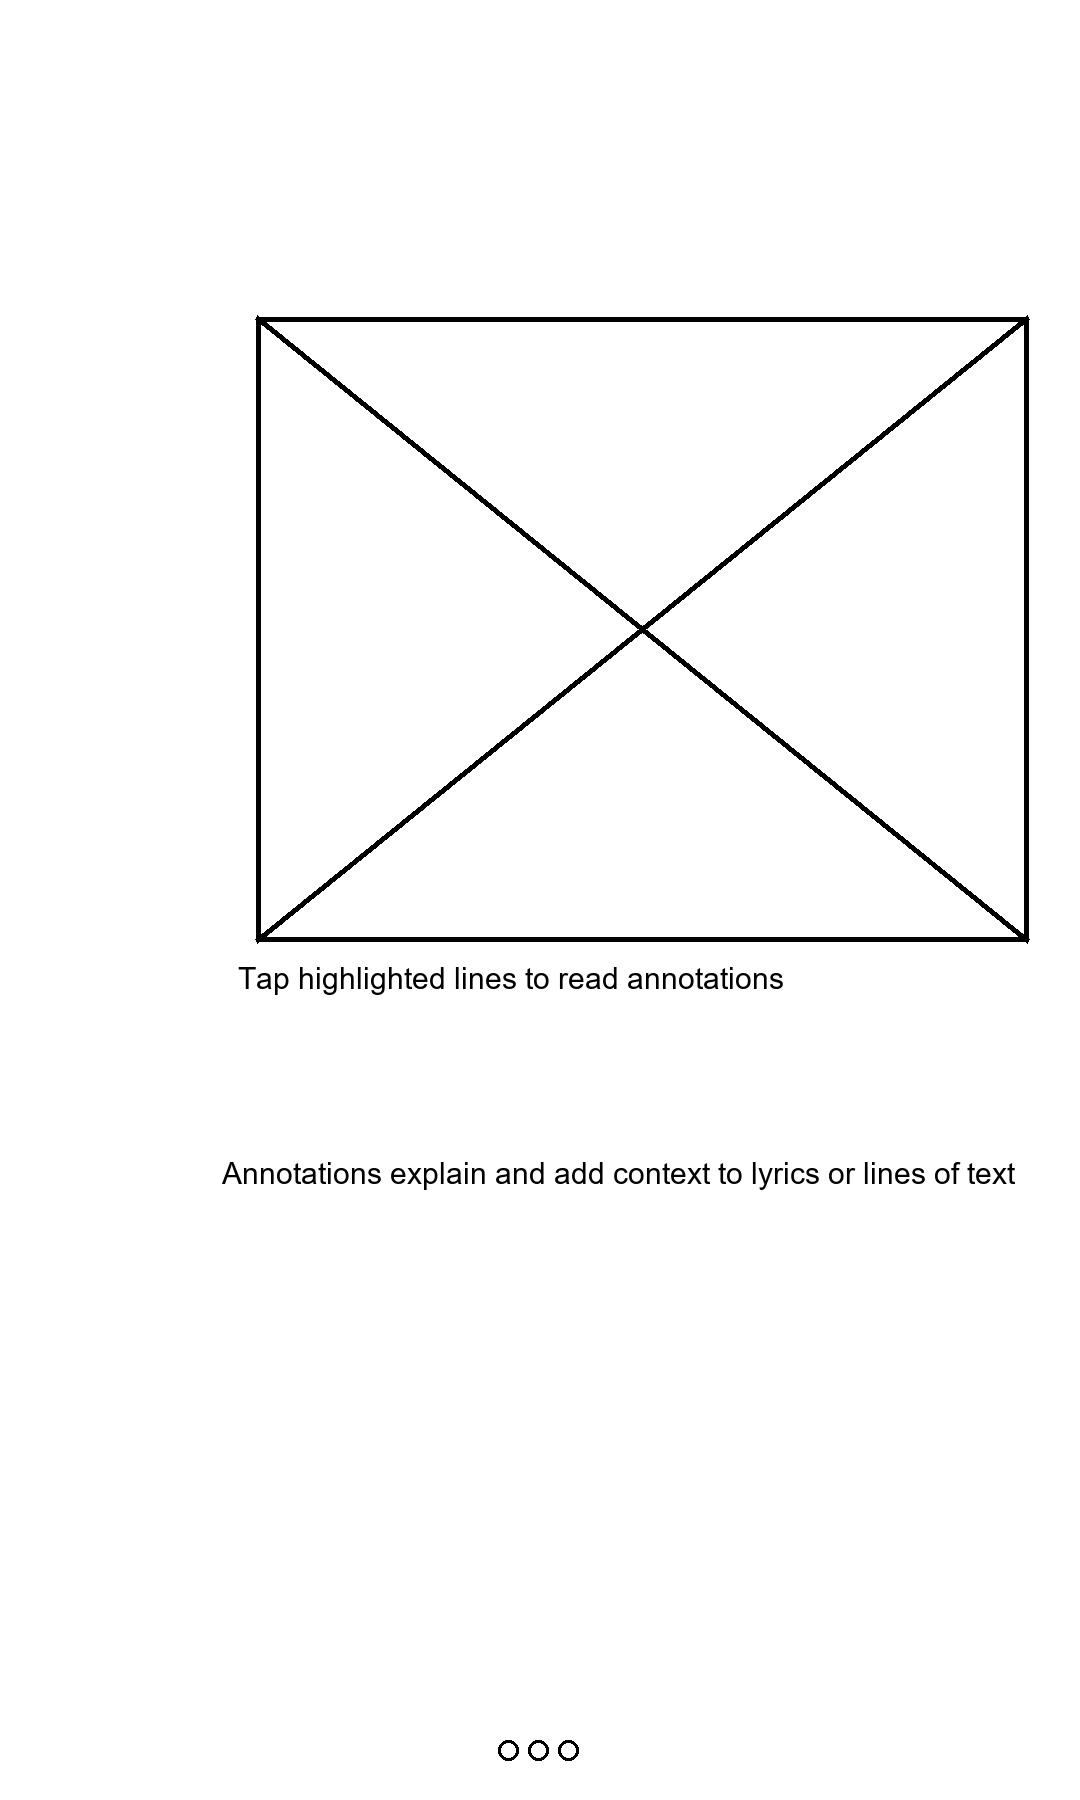 Tap highlighted lines to read annotations
Annotations explain and add context to lyrics or lines of text